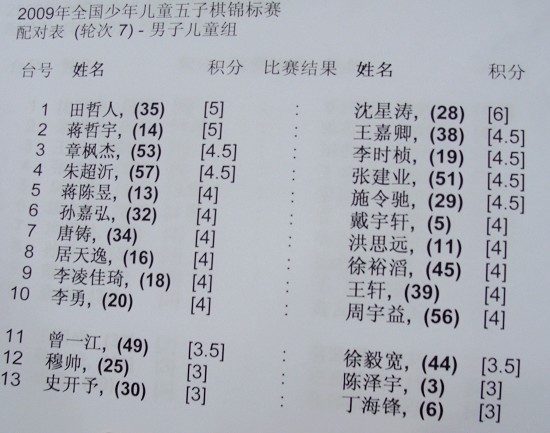 2009年全国少年儿童五子棋锦标赛
配对表 (轮次 7) - 男子儿童组
台号 姓名 积分 比赛结果 姓名 积分
1 田哲人, (35) [5] : 沈星涛, (28) [6]
2 蒋哲宇, (14) [5] : 王嘉卿, (38) [4.5]
3 章枫杰, (53) [4.5] : 李时桢, (19) [4.5]
4 朱超沂, (57) [4.5] : 张建业, (51) [4.5]
5 蒋陈昱, (13) [4] : 施令驰, (29) [4.5]
6 孙嘉弘, (32) [4] : 戴宇轩, (5) [4]
7 唐铸, (34) [4] : 洪思远, (11) [4]
8 居天逸, (16) [4] : 徐裕滔, (45) [4]
9 李凌佳琦, (18) [4] : 王轩, (39) [4]
10 李勇, (20) [4] : 周宇益, (56) [4]
11 曾一江, (49) [3.5] : 徐毅宽, (44) [3.5]
12 穆帅, (25) [3] : 陈泽宇, (3) [3]
13 史开予, (30) [3] : 丁海锋, (6) [3]